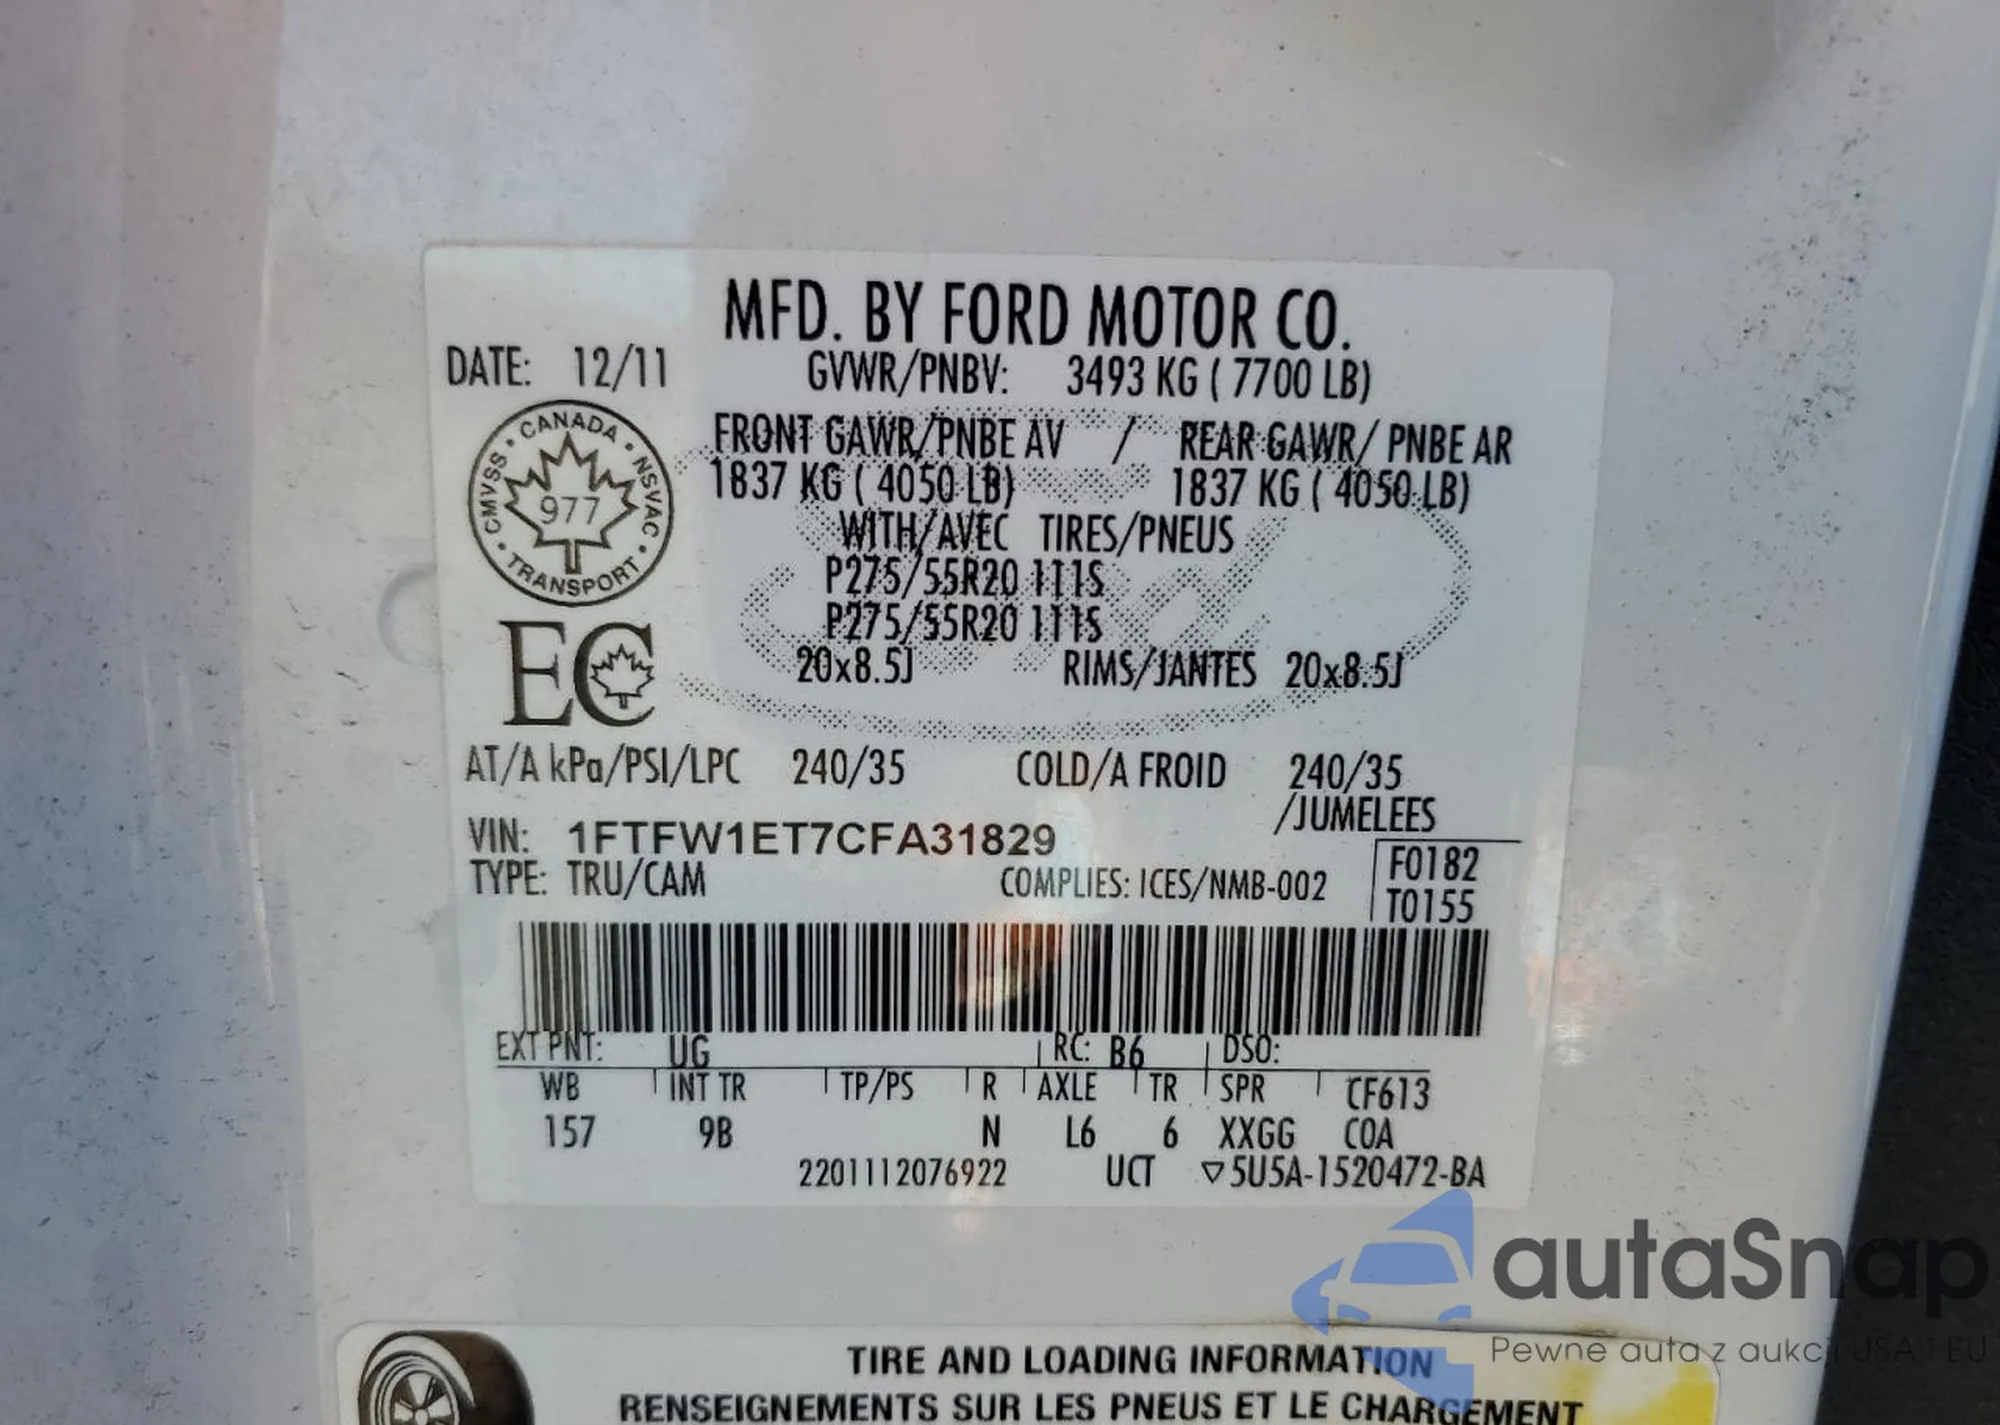 MFD. BY FORD MOTOR CO.
DATE: 12/11
GVWR/PNBV: 3493 KG ( 7700 LB)
FRONT GAWR/PNBE AV / REAR GAWR/ PNBE AR
1837 KG ( 4050 LB) 1837 KG ( 4050 LB)
WITH/AVEC TIRES/PNEUS
P275/55R20 111S
P275/55R20 111S
20x8.5J RIMS/JANTES 20x8.5J
CANADA
CMVSS NSVAC
977
TRANSPORT
EC
AT/A kPa/PSI/LPC 240/35 COLD/A FROID 240/35
/JUMELEES
VIN: 1FTFW1ET7CFA31829
TYPE: TRU/CAM COMPLIES: ICES/NMB-002
F0182
T0155
EXT PNT: UG RC: B6 DSO:
WB INT TR TP/PS R AXLE TR SPR CF613
157 9B N L6 6 XXGG COA
2201112076922 UCT ▽5U5A-1520472-BA
autaSnap
Pewne auta z aukcji USA i EU
TIRE AND LOADING INFORMATION
RENSEIGNEMENTS SUR LES PNEUS ET LE CHARGEMENT